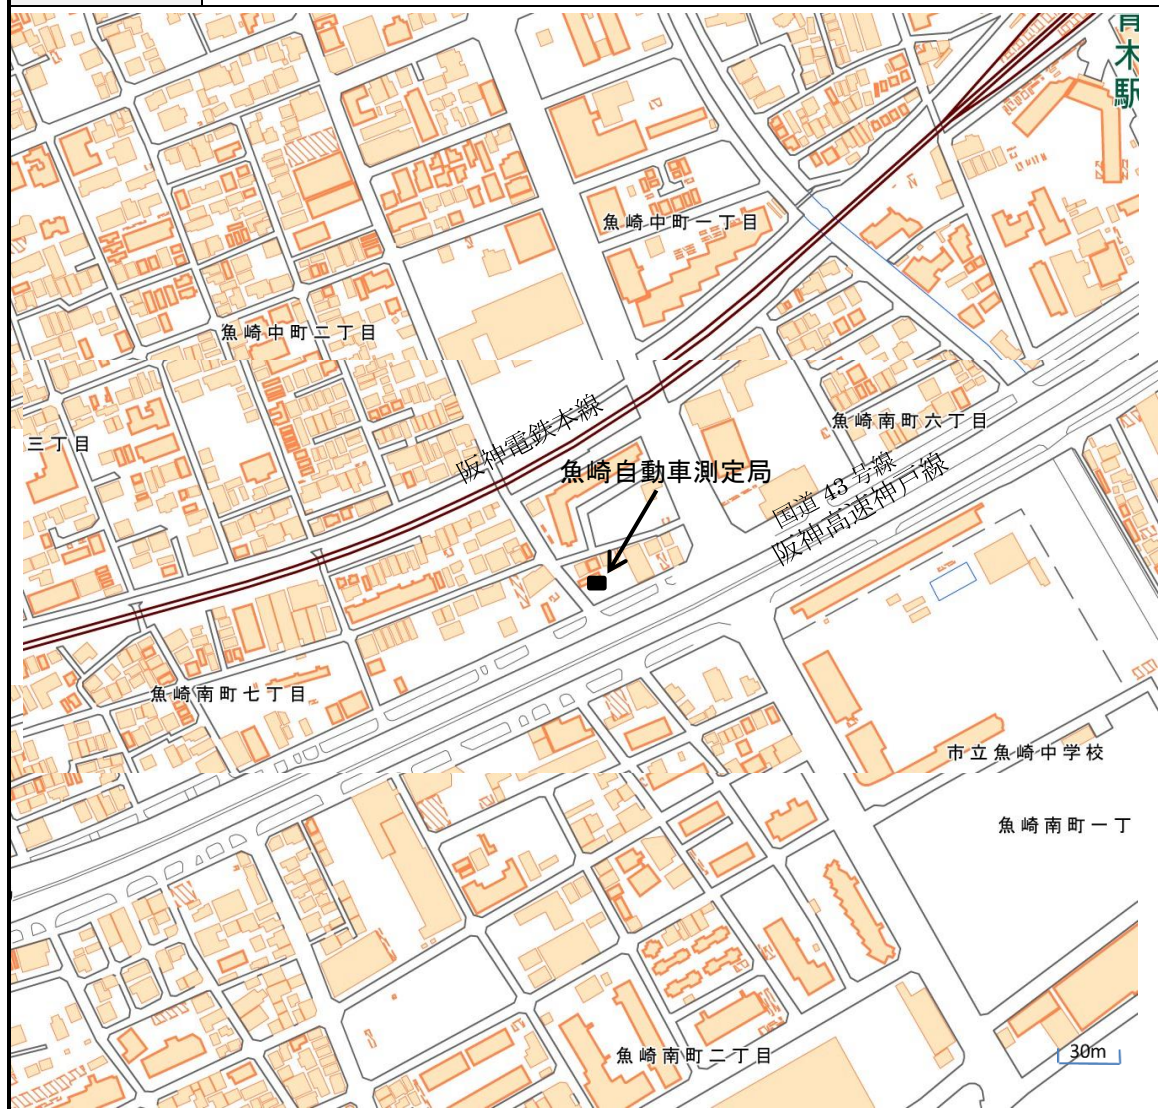 青木駅
魚崎中町一丁目
魚崎中町二丁目
三丁目
阪神電鉄本線
魚崎南町六丁目
魚崎自動車測定局
国道 43 号線
阪神高速神戸線
魚崎南町七丁目
市立魚崎中学校
魚崎南町一丁
魚崎南町二丁目
30m